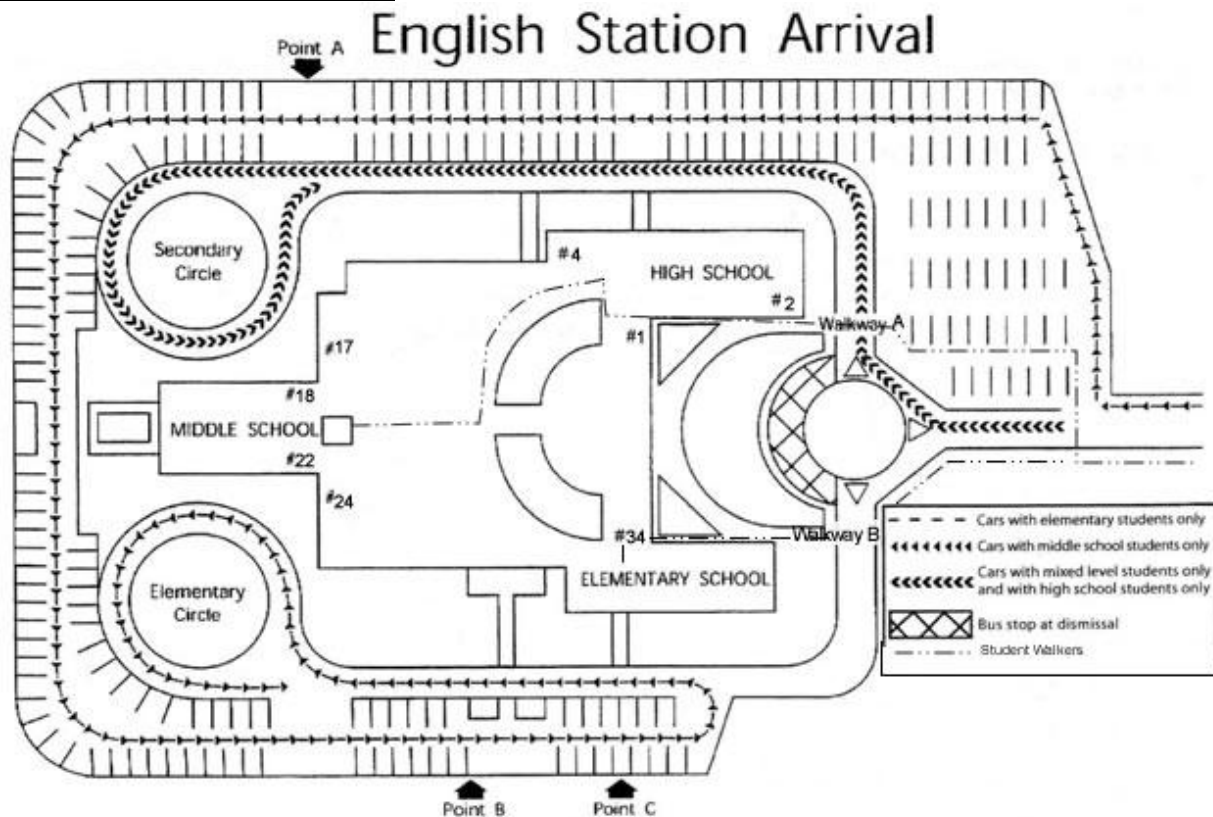 English Station Arrival
Point A
Secondary
Circle
#4
HIGH SCHOOL
#2
#1
Walkway A
#17
#18
MIDDLE SCHOOL
#22
#24
#34
Walkway B
ELEMENTARY SCHOOL
Elementary
Circle
Cars with elementary students only
Cars with middle school students only
Cars with mixed level students only
and with high school students only
Bus stop at dismissal
Student Walkers
Point B
Point C